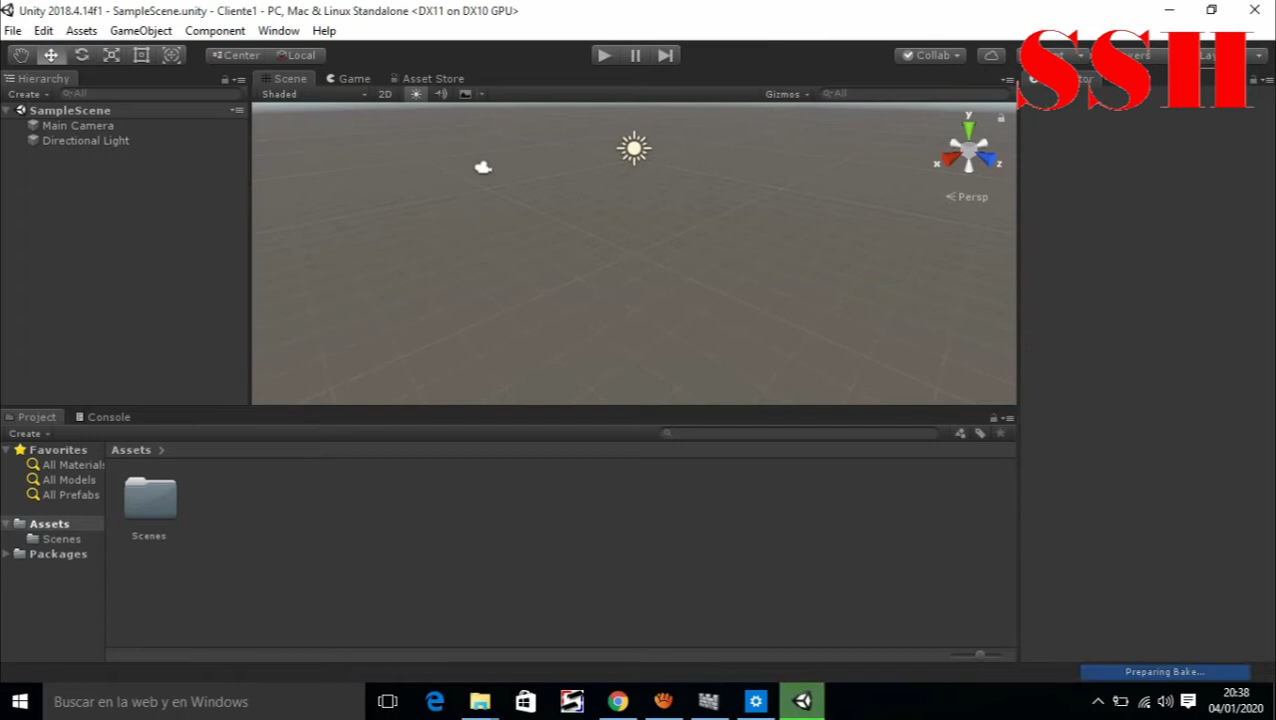 Unity 2018.4.14f1 - SampleScene.unity - Cliente1 - PC, Mac & Linux Standalone <DX11 on DX10 GPU>
File Edit Assets GameObject Component Window Help
SSH
Center Local Collab
Hierarchy Scene Game Asset Store
Create All Shaded 2D Gizmos All
SampleScene
Main Camera
Directional Light
y
x z
Persp
Project Console
Create
Favorites Assets
All Materials
All Models
All Prefabs
Assets
Scenes Scenes
Packages
Preparing Bake...
Buscar en la web y en Windows
20:38
04/01/2020